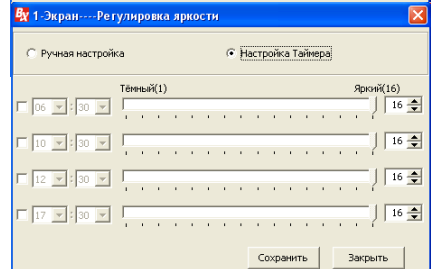 BX 1-Экран----Регулировка яркости
Ручная настройка Настройка Таймера
Тёмный(1) Яркий(16)
06 : 30 16
10 : 30 16
12 : 30 16
17 : 30 16
Сохранить Закрыть